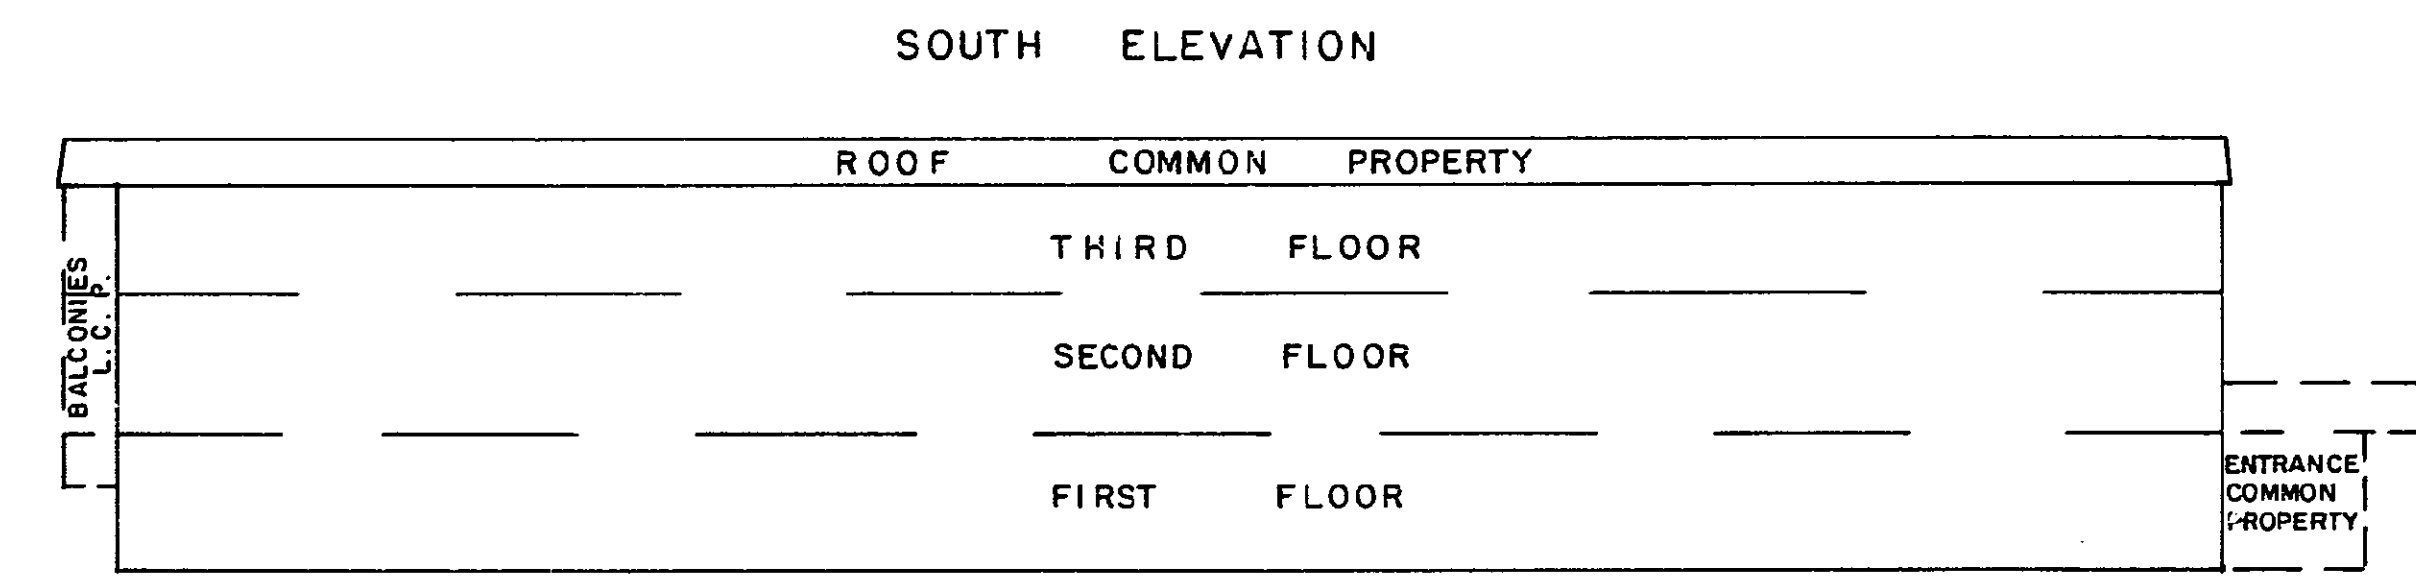 SOUTH ELEVATION
ROOF COMMON PROPERTY
THIRD FLOOR
BALCONIES
L.C.P.
SECOND FLOOR
FIRST FLOOR
ENTRANCE
COMMON
PROPERTY